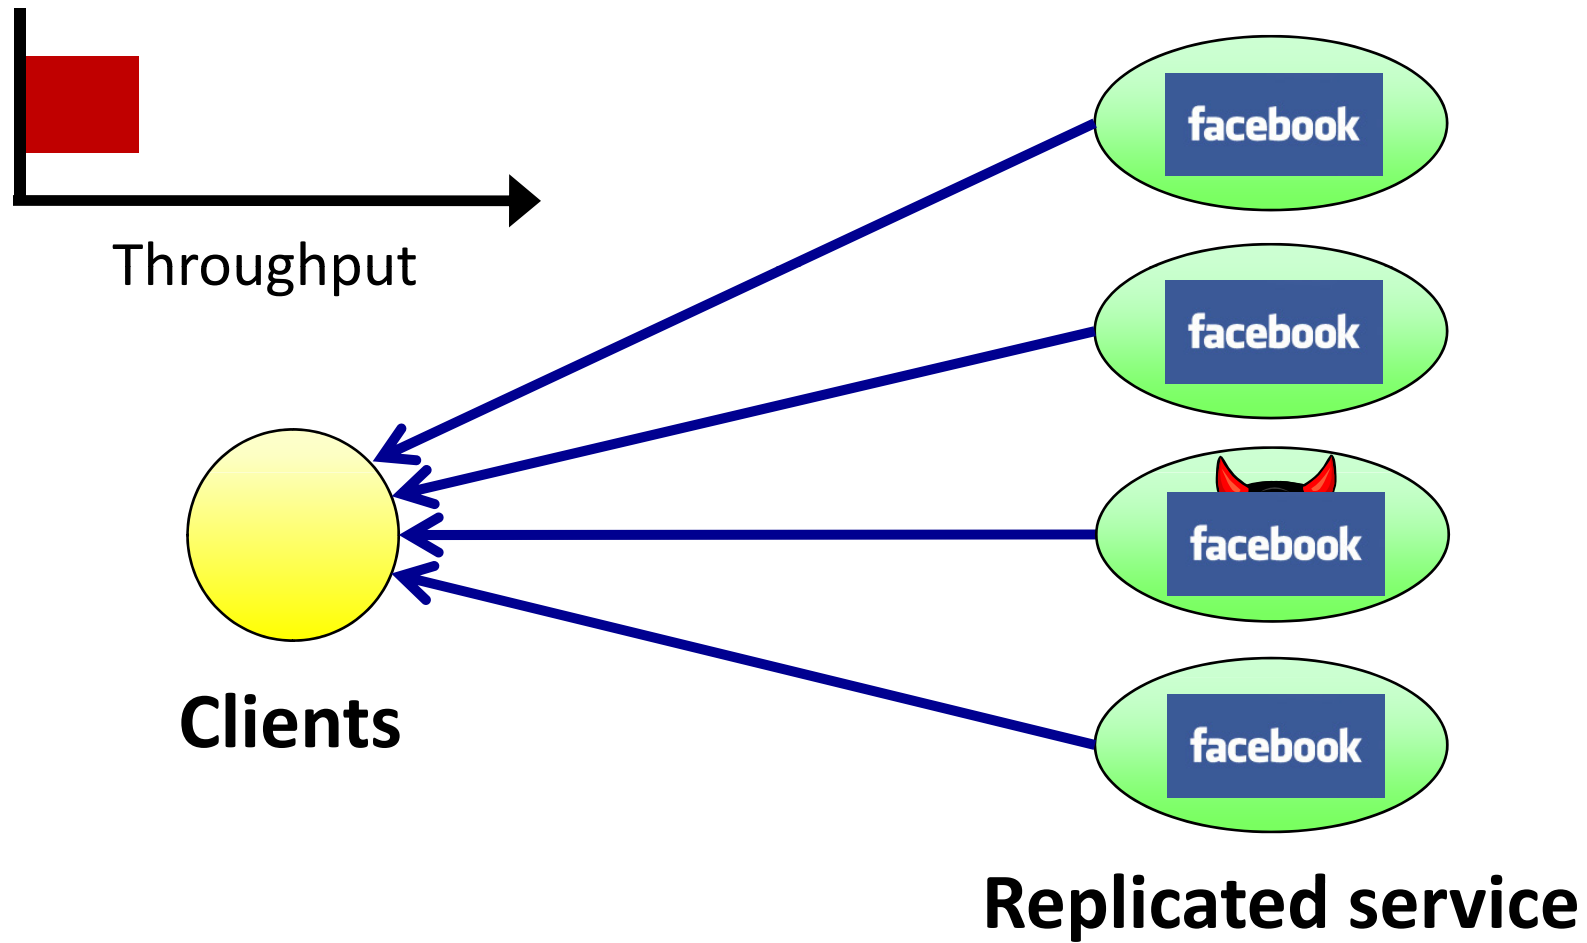 Throughput
facebook
facebook
facebook
facebook
Clients
Replicated service